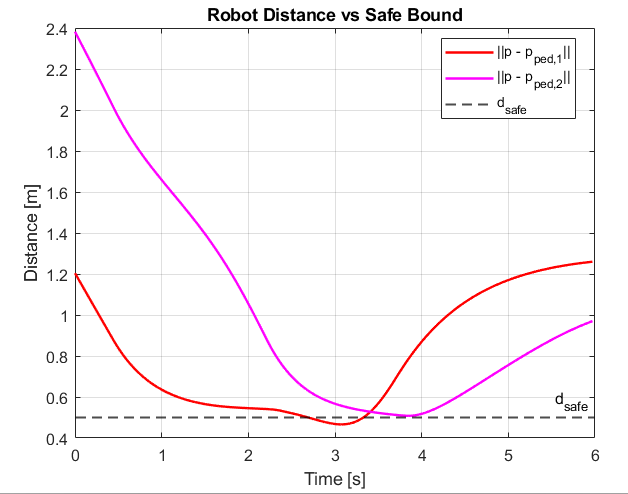 Robot Distance vs Safe Bound
2.4
2.2
2
1.8
1.6
1.4
1.2
1
0.8
0.6
0.4
Distance [m]
||p - p_ped,1||
||p - p_ped,2||
d_safe
d_safe
0 1 2 3 4 5 6
Time [s]